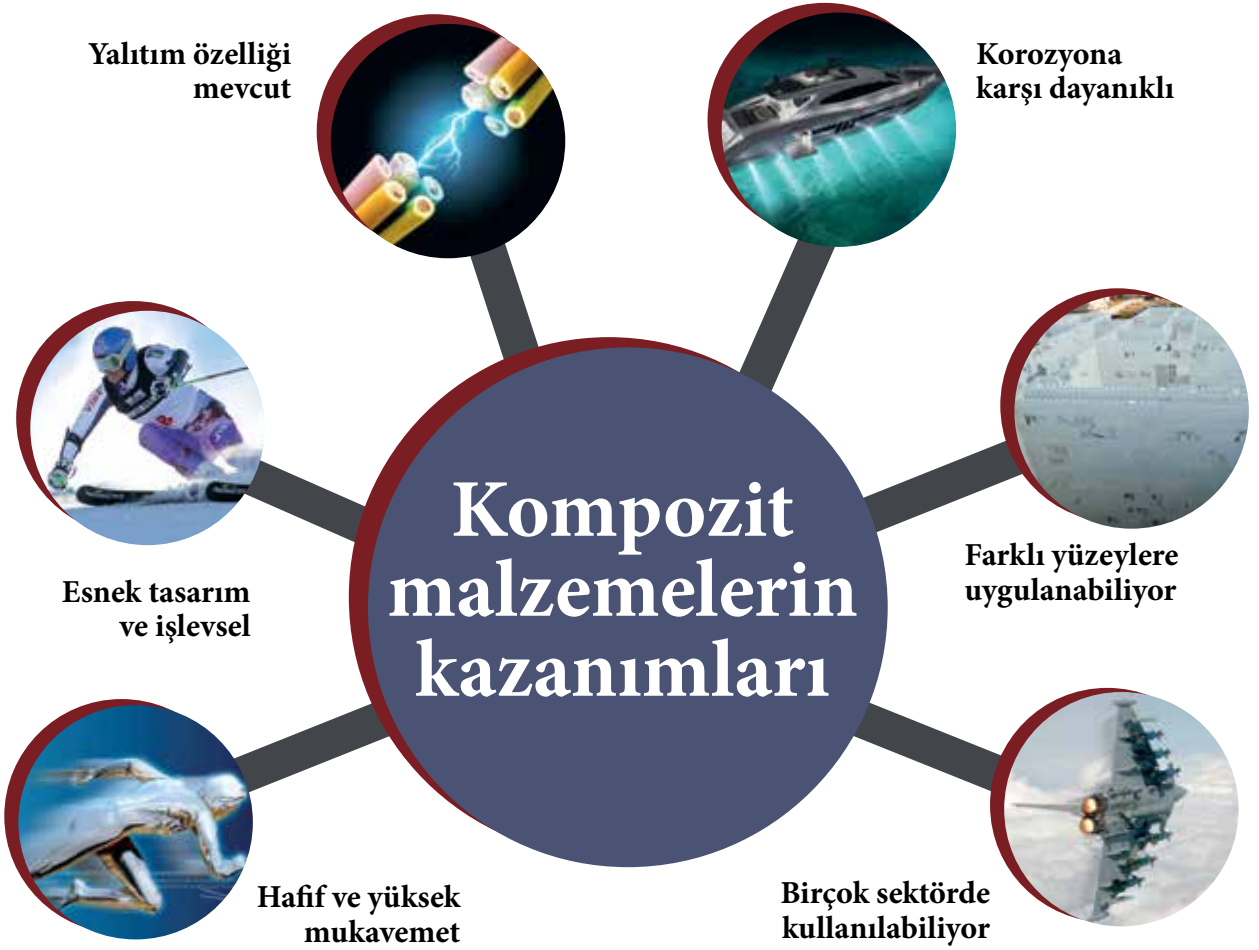 Yalıtım özelliği
mevcut
Korozyona
karşı dayanıklı
Kompozit
malzemelerin
kazanımları
Esnek tasarım
ve işlevsel
Farklı yüzeylere
uygulanabiliyor
Hafif ve yüksek
mukavemet
Birçok sektörde
kullanılabiliyor